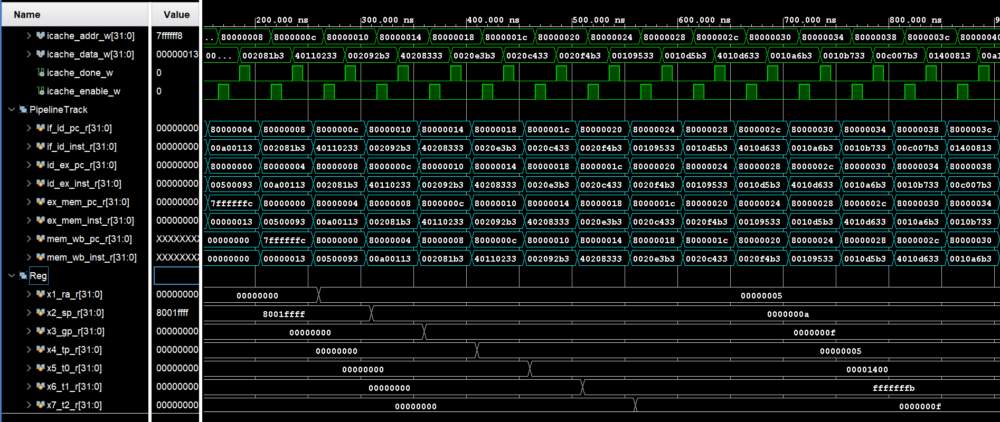 Name Value
200.000 ns 300.000 ns 400.000 ns 500.000 ns 600.000 ns 700.000 ns 800.000 ns 9
icache_addr_w[31:0] 7ffffff8 .. 80000008 8000000c 80000010 80000014 80000018 8000001c 80000020 80000024 80000028 8000002c 80000030 80000034 80000038 8000003c 80000040
icache_data_w[31:0] 00000013 00... 002081b3 40110233 002092b3 40208333 0020e3b3 0020c433 0020f4b3 00109533 0010d5b3 4010d633 0010a6b3 0010b733 00c007b3 01400813 00a1
icache_done_w 0
icache_enable_w 0
PipelineTrack
if_id_pc_r[31:0] 00000000 80000004 80000008 8000000c 80000010 80000014 80000018 8000001c 80000020 80000024 80000028 8000002c 80000030 80000034 80000038 8000003c
if_id_inst_r[31:0] 00000000 00a00113 002081b3 40110233 002092b3 40208333 0020e3b3 0020c433 0020f4b3 00109533 0010d5b3 4010d633 0010a6b3 0010b733 00c007b3 01400813
id_ex_pc_r[31:0] 00000000 80000000 80000004 80000008 8000000c 80000010 80000014 80000018 8000001c 80000020 80000024 80000028 8000002c 80000030 80000034 80000038
id_ex_inst_r[31:0] 00000000 00500093 00a00113 002081b3 40110233 002092b3 40208333 0020e3b3 0020c433 0020f4b3 00109533 0010d5b3 4010d633 0010a6b3 0010b733 00c007b3
ex_mem_pc_r[31:0] 00000000 7ffffffc 80000000 80000004 80000008 8000000c 80000010 80000014 80000018 8000001c 80000020 80000024 80000028 8000002c 80000030 80000034
ex_mem_inst_r[31:0] 00000000 00000013 00500093 00a00113 002081b3 40110233 002092b3 40208333 0020e3b3 0020c433 0020f4b3 00109533 0010d5b3 4010d633 0010a6b3 0010b733
mem_wb_pc_r[31:0] XXXXXXXX 00000000 7ffffffc 80000000 80000004 80000008 8000000c 80000010 80000014 80000018 8000001c 80000020 80000024 80000028 8000002c 80000030
mem_wb_inst_r[31:0] XXXXXXXX 00000000 00000013 00500093 00a00113 002081b3 40110233 002092b3 40208333 0020e3b3 0020c433 0020f4b3 00109533 0010d5b3 4010d633 0010a6b3
Reg
x1_ra_r[31:0] 00000000 00000000 00000005
x2_sp_r[31:0] 8001ffff 8001ffff 0000000a
x3_gp_r[31:0] 00000000 00000000 0000000f
x4_tp_r[31:0] 00000000 00000000 00000005
x5_t0_r[31:0] 00000000 00000000 00001400
x6_t1_r[31:0] 00000000 00000000 fffffffb
x7_t2_r[31:0] 00000000 00000000 0000000f